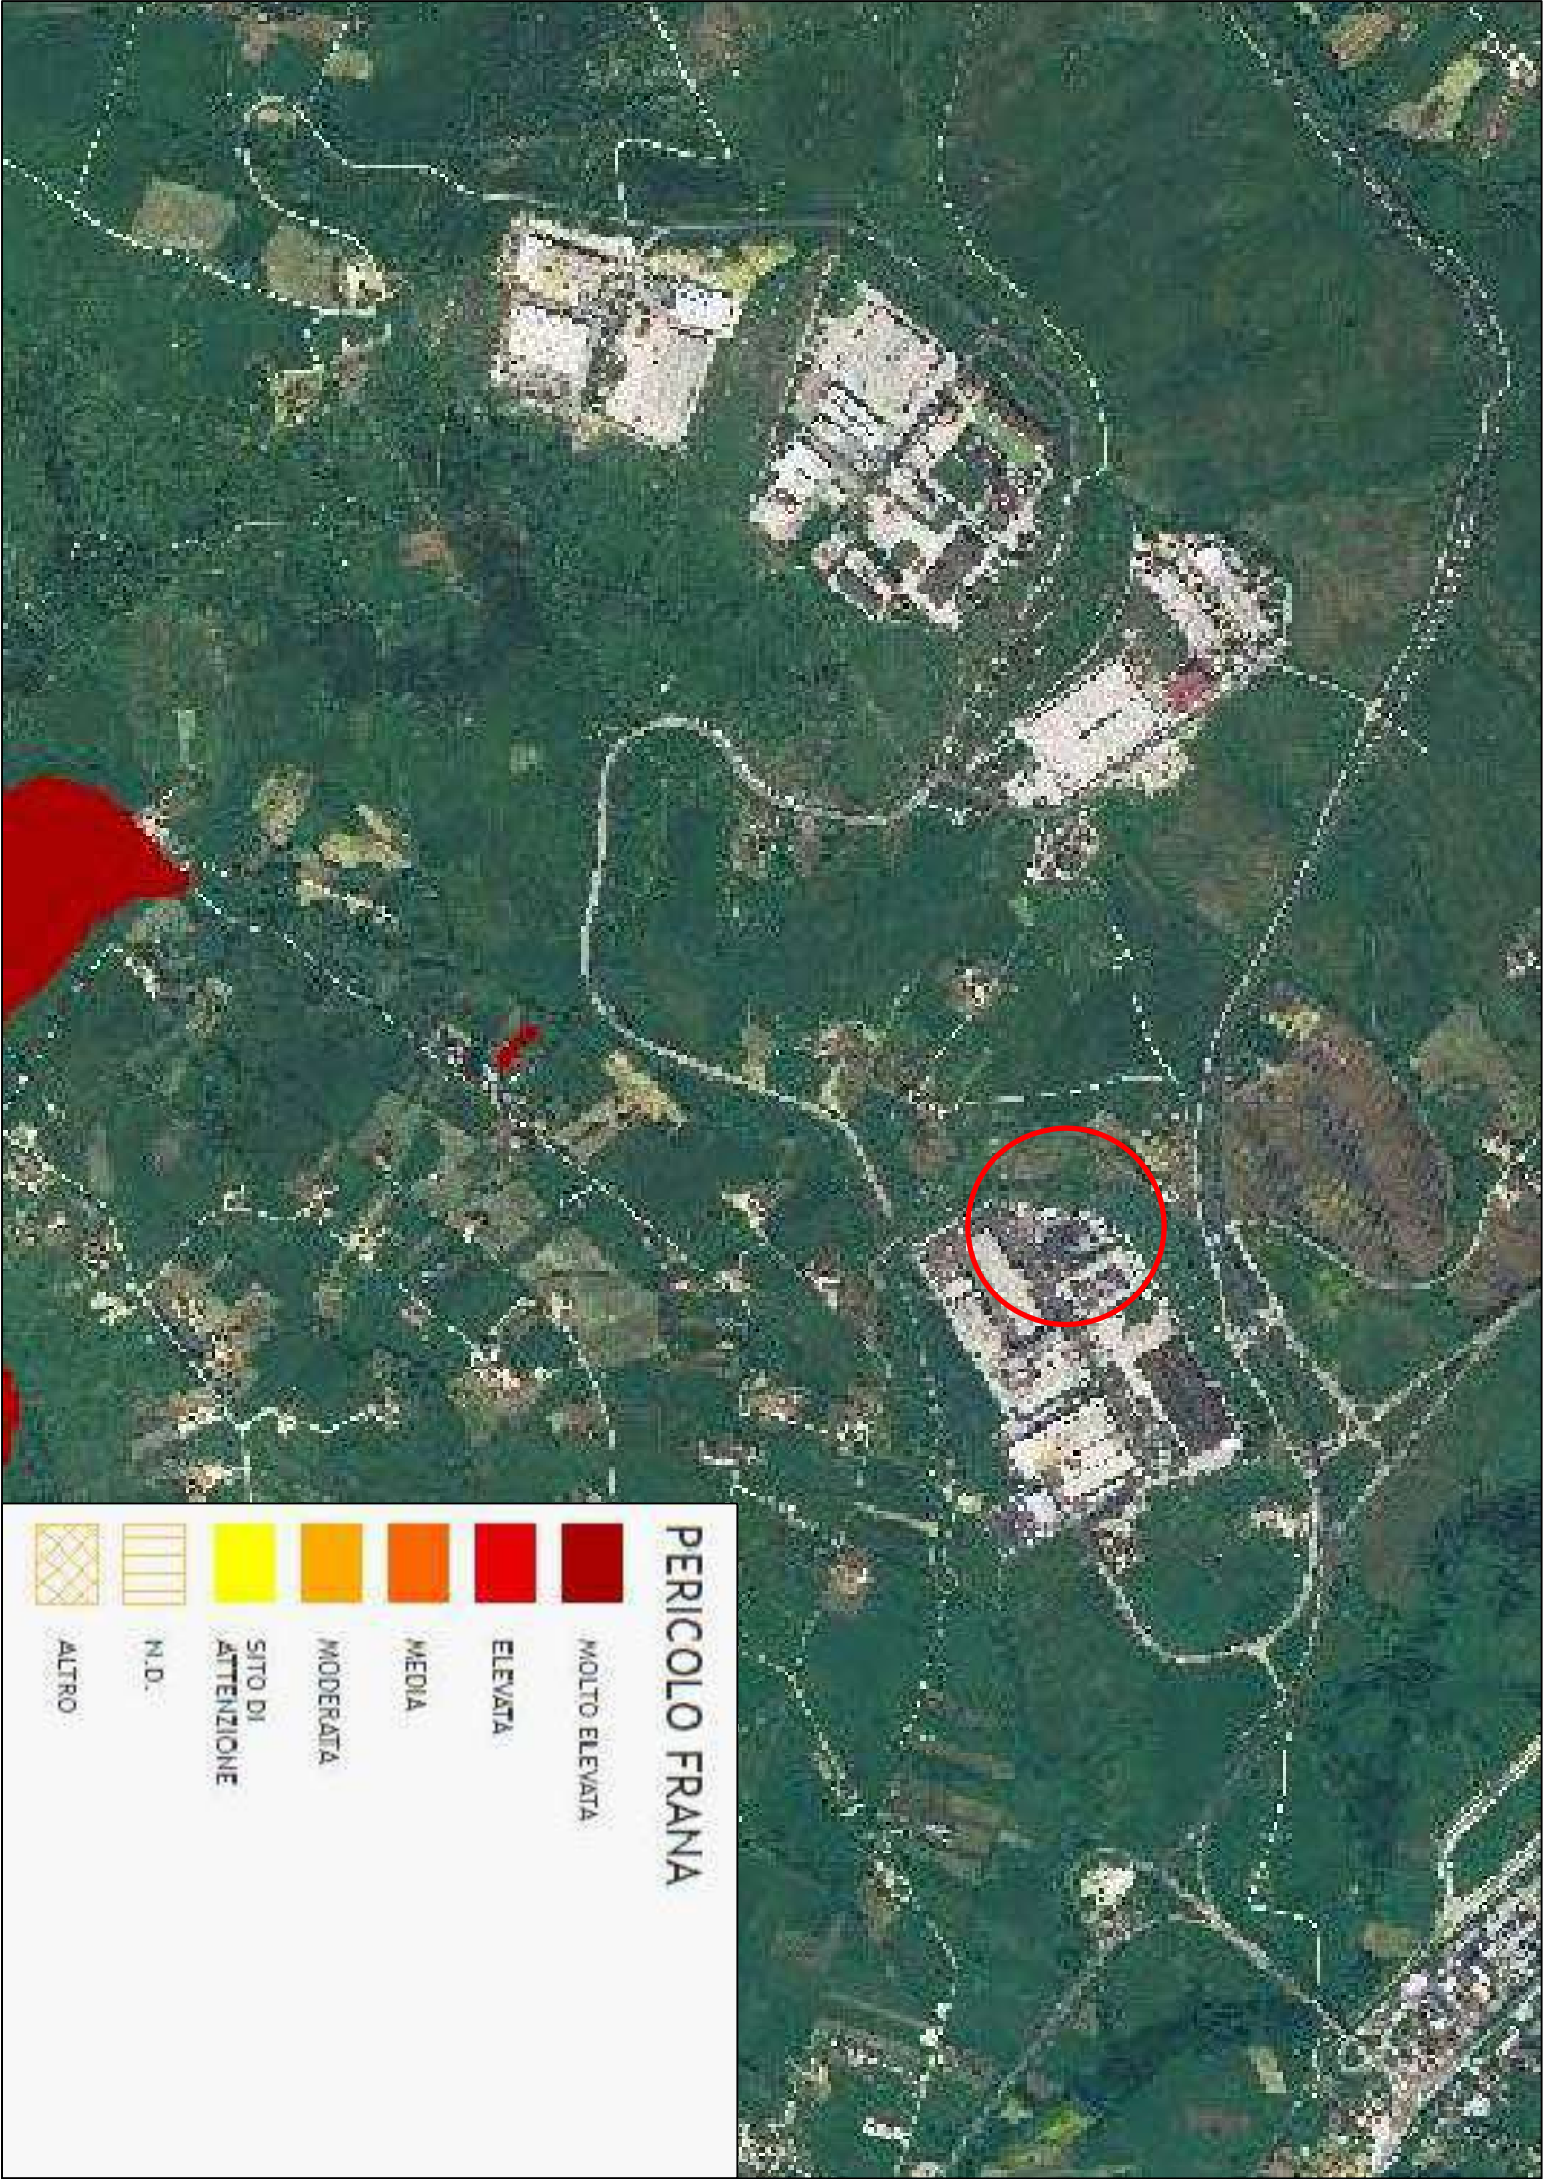 PERICOLO FRANA
MOLTO ELEVATA
ELEVATA
MEDIA
MODERATA
SITO DI
ATTENZIONE
N.D.
ALTRO